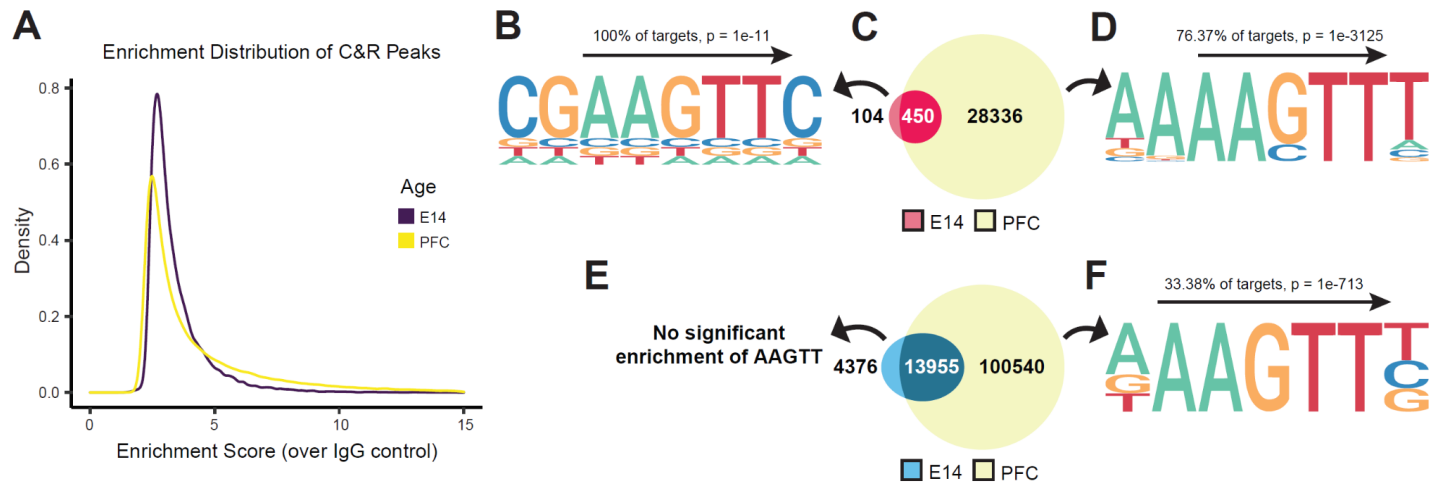 A
Enrichment Distribution of C&R Peaks
0.8
0.6
0.4
0.2
0.0
Density
0
5
10
15
Enrichment Score (over IgG control)
Age
E14
PFC
B
100% of targets, p = 1e-11
CGAAGTTC
C
104
450
28336
E14
PFC
D
76.37% of targets, p = 1e-3125
AAAAGTTT
E
No significant
enrichment of AAGTT
4376
13955
100540
E14
PFC
F
33.38% of targets, p = 1e-713
AAAGTTT